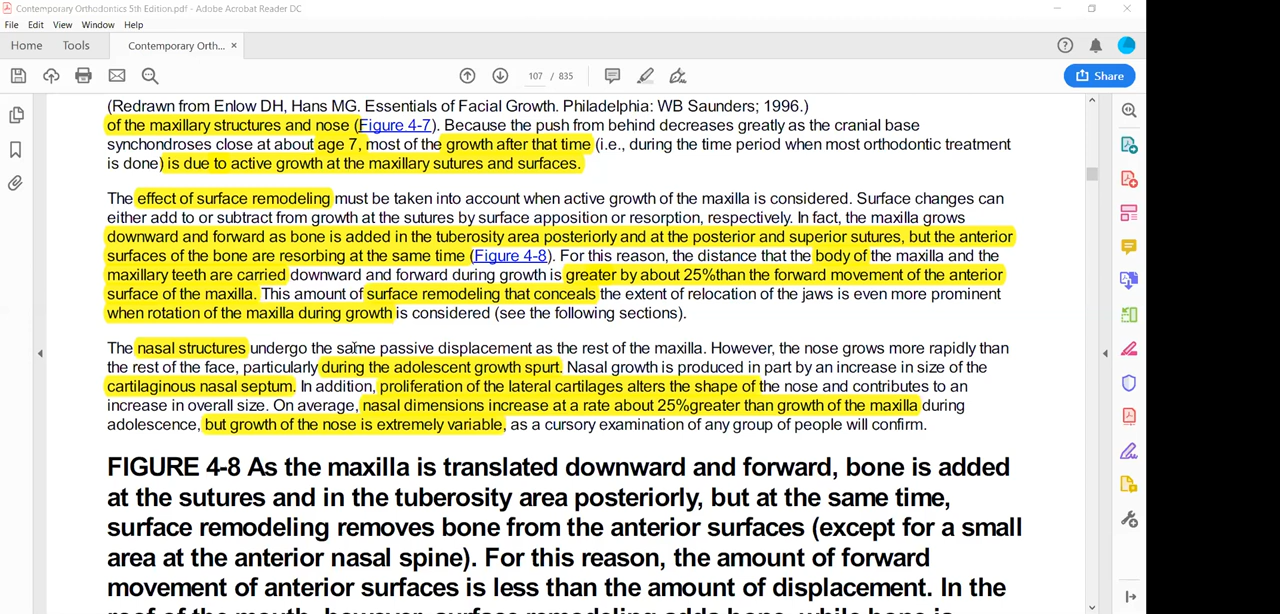 Contemporary Orthodontics 5th Edition.pdf - Adobe Acrobat Reader DC
File Edit View Window Help
Home Tools Contemporary Orth... ×
107 / 835
Share
(Redrawn from Enlow DH, Hans MG. Essentials of Facial Growth. Philadelphia: WB Saunders; 1996.)
of the maxillary structures and nose (Figure 4-7). Because the push from behind decreases greatly as the cranial base
synchondroses close at about age 7, most of the growth after that time (i.e., during the time period when most orthodontic treatment
is done) is due to active growth at the maxillary sutures and surfaces.
The effect of surface remodeling must be taken into account when active growth of the maxilla is considered. Surface changes can
either add to or subtract from growth at the sutures by surface apposition or resorption, respectively. In fact, the maxilla grows
downward and forward as bone is added in the tuberosity area posteriorly and at the posterior and superior sutures, but the anterior
surfaces of the bone are resorbing at the same time (Figure 4-8). For this reason, the distance that the body of the maxilla and the
maxillary teeth are carried downward and forward during growth is greater by about 25%than the forward movement of the anterior
surface of the maxilla. This amount of surface remodeling that conceals the extent of relocation of the jaws is even more prominent
when rotation of the maxilla during growth is considered (see the following sections).
The nasal structures undergo the same passive displacement as the rest of the maxilla. However, the nose grows more rapidly than
the rest of the face, particularly during the adolescent growth spurt. Nasal growth is produced in part by an increase in size of the
cartilaginous nasal septum. In addition, proliferation of the lateral cartilages alters the shape of the nose and contributes to an
increase in overall size. On average, nasal dimensions increase at a rate about 25%greater than growth of the maxilla during
adolescence, but growth of the nose is extremely variable, as a cursory examination of any group of people will confirm.
FIGURE 4-8 As the maxilla is translated downward and forward, bone is added
at the sutures and in the tuberosity area posteriorly, but at the same time,
surface remodeling removes bone from the anterior surfaces (except for a small
area at the anterior nasal spine). For this reason, the amount of forward
movement of anterior surfaces is less than the amount of displacement. In the
roof of the mouth, however, surface remodeling adds bone, while bone is